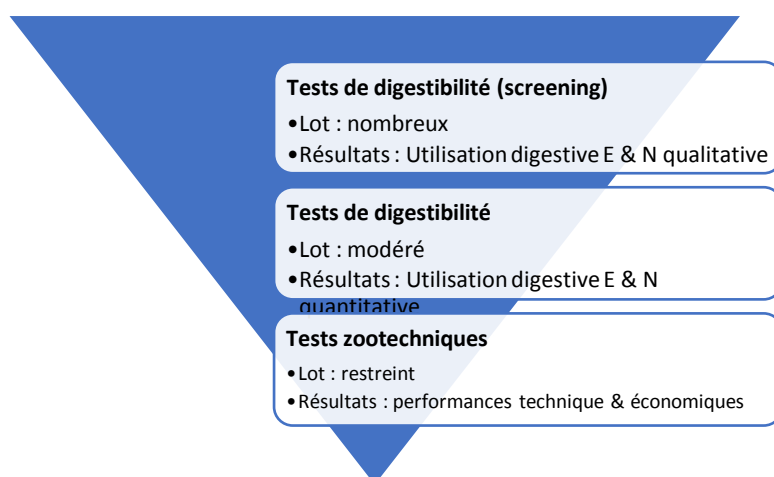 Tests de digestibilité (screening)
•Lot : nombreux
•Résultats : Utilisation digestive E & N qualitative
Tests de digestibilité
•Lot : modéré
•Résultats : Utilisation digestive E & N
quantitative
Tests zootechniques
•Lot : restreint
•Résultats : performances technique & économiques